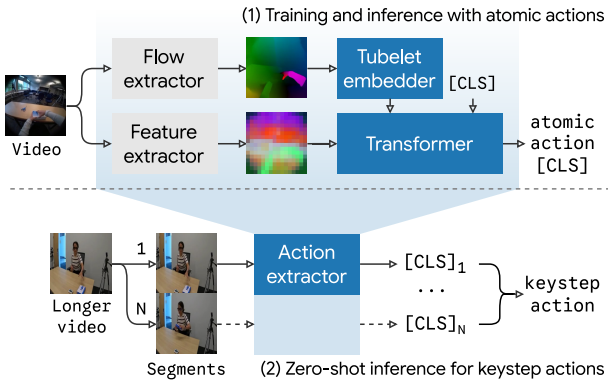 (1) Training and inference with atomic actions
Flow
extractor
Tubelet
embedder
[CLS]
Video
Feature
extractor
Transformer
atomic
action
[CLS]
1
Action
extractor
[CLS]1
keystep
action
...
Longer
video
N
[CLS]N
Segments
(2) Zero-shot inference for keystep actions